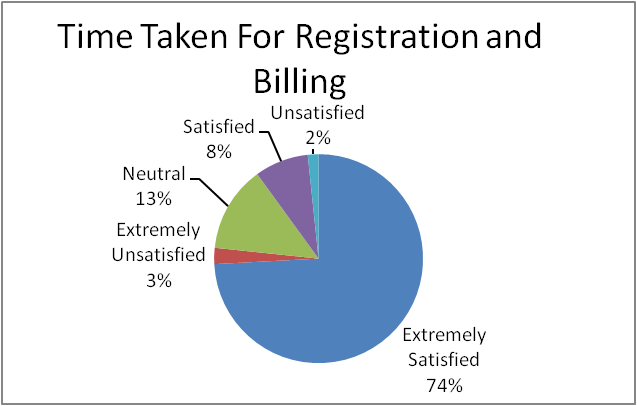 Time Taken For Registration and
Billing
Unsatisfied
2%
Satisfied
8%
Neutral
13%
Extremely
Unsatisfied
3%
Extremely
Satisfied
74%